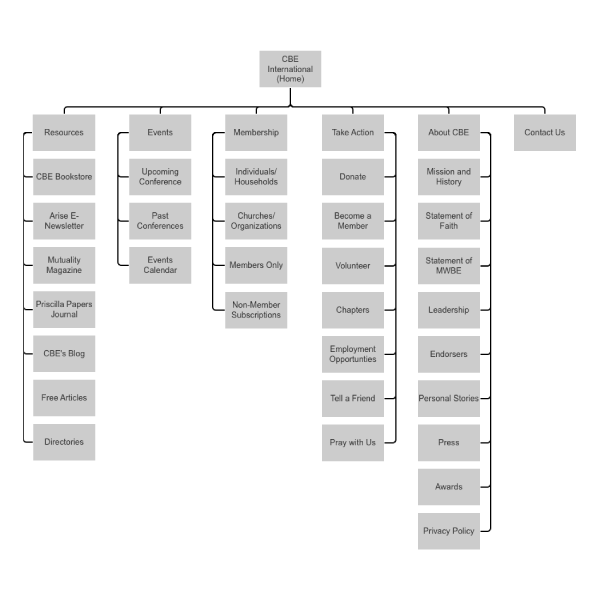 CBE
International
(Home)
Resources
CBE Bookstore
Arise E-
Newsletter
Mutuality
Magazine
Priscilla Papers
Journal
CBE's Blog
Free Articles
Directories
Events
Upcoming
Conference
Past
Conferences
Events
Calendar
Membership
Individuals/
Households
Churches/
Organizations
Members Only
Non-Member
Subscriptions
Take Action
Donate
Become a
Member
Volunteer
Chapters
Employment
Opportunties
Tell a Friend
Pray with Us
About CBE
Mission and
History
Statement of
Faith
Statement of
MWBE
Leadership
Endorsers
Personal Stories
Press
Awards
Privacy Policy
Contact Us